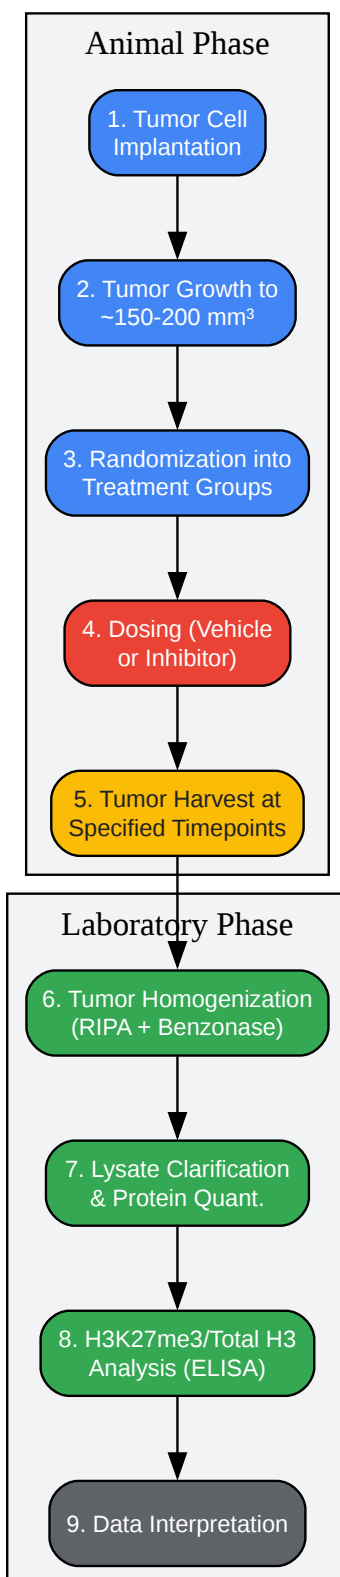 Animal Phase
1. Tumor Cell
Implantation
2. Tumor Growth to
~150-200 mm³
3. Randomization into
Treatment Groups
4. Dosing (Vehicle
or Inhibitor)
5. Tumor Harvest at
Specified Timepoints
Laboratory Phase
6. Tumor Homogenization
(RIPA + Benzonase)
7. Lysate Clarification
& Protein Quant.
8. H3K27me3/Total H3
Analysis (ELISA)
9. Data Interpretation